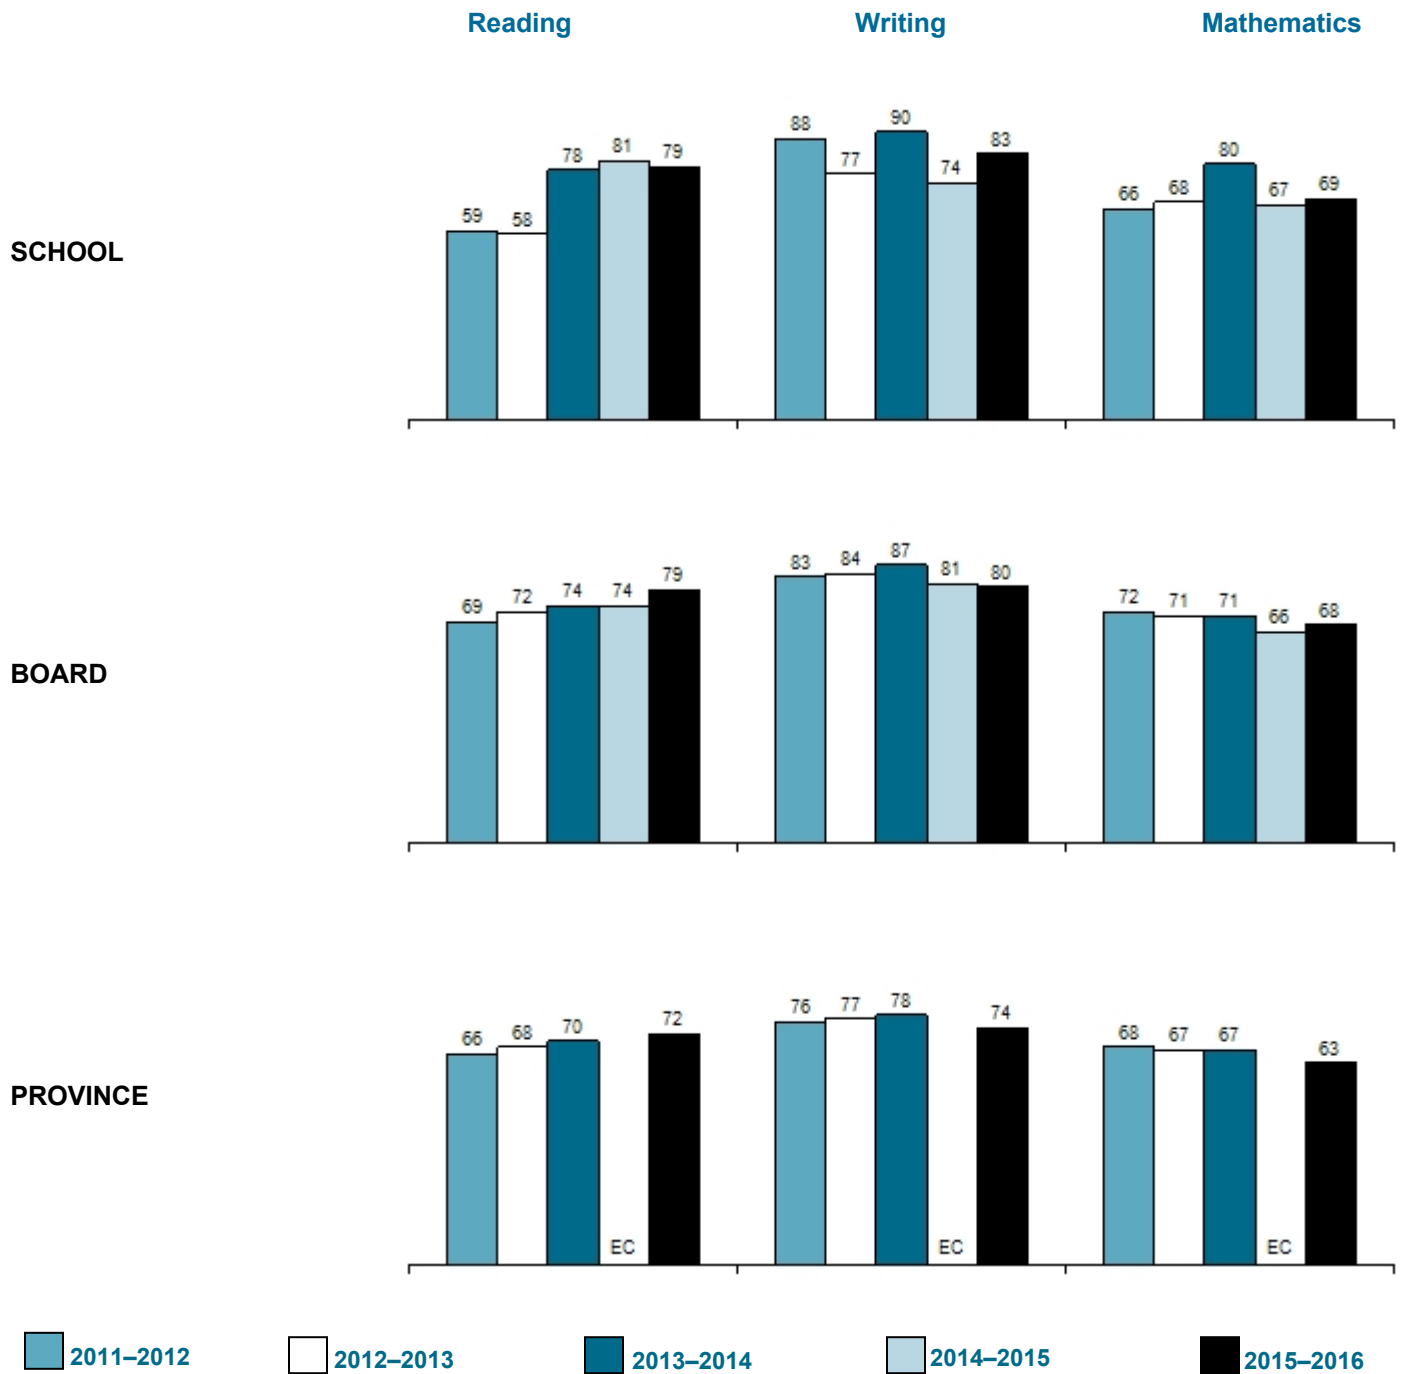 Reading Writing Mathematics
SCHOOL
59 58 78 81 79
88 77 90 74 83
66 68 80 67 69
BOARD
69 72 74 74 79
83 84 87 81 80
72 71 71 66 68
PROVINCE
66 68 70 EC 72
76 77 78 EC 74
68 67 67 EC 63
2011–2012 2012–2013 2013–2014 2014–2015 2015–2016